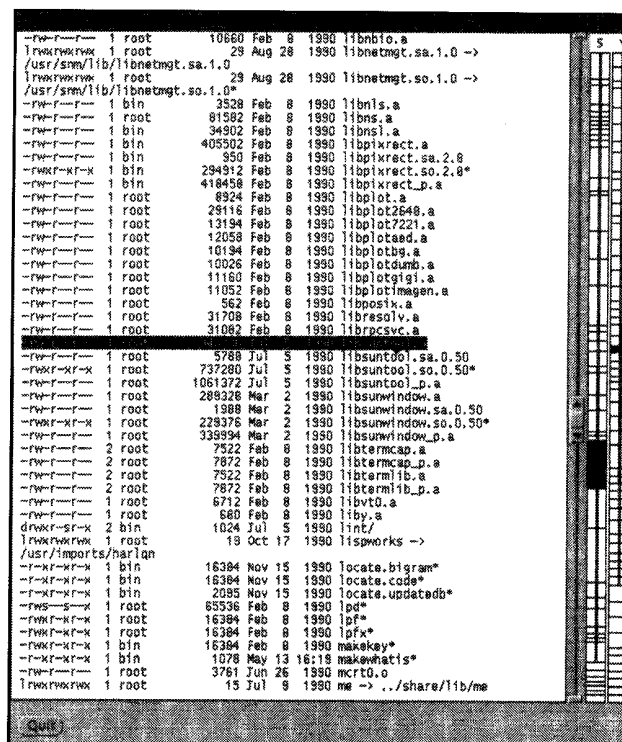 -rw-r--r-- 1 root 10660 Feb 8 1990 libnbio.a
lrwxrwxrwx 1 root 29 Aug 28 1990 libnetmgt.sa.1.0 ->
/usr/snm/lib/libnetmgt.sa.1.0
lrwxrwxrwx 1 root 29 Aug 28 1990 libnetmgt.so.1.0 ->
/usr/snm/lib/libnetmgt.so.1.0*
-rw-r--r-- 1 bin 3528 Feb 8 1990 libnls.a
-rw-r--r-- 1 root 81582 Feb 8 1990 libns.a
-rw-r--r-- 1 bin 34902 Feb 8 1990 libnsl.a
-rw-r--r-- 1 bin 405502 Feb 8 1990 libpixrect.a
-rw-r--r-- 1 bin 950 Feb 8 1990 libpixrect.sa.2.8
-rwxr-xr-x 1 bin 294912 Feb 8 1990 libpixrect.so.2.8*
-rw-r--r-- 1 bin 418458 Feb 8 1990 libpixrect_p.a
-rw-r--r-- 1 root 8924 Feb 8 1990 libplot.a
-rw-r--r-- 1 root 29116 Feb 8 1990 libplot2648.a
-rw-r--r-- 1 root 13194 Feb 8 1990 libplot7221.a
-rw-r--r-- 1 root 12058 Feb 8 1990 libplotaed.a
-rw-r--r-- 1 root 10194 Feb 8 1990 libplotbg.a
-rw-r--r-- 1 root 10026 Feb 8 1990 libplotdumb.a
-rw-r--r-- 1 root 11160 Feb 8 1990 libplotgigi.a
-rw-r--r-- 1 root 11052 Feb 8 1990 libplotimagen.a
-rw-r--r-- 1 root 562 Feb 8 1990 libposix.a
-rw-r--r-- 1 root 31708 Feb 8 1990 libresolv.a
-rw-r--r-- 1 root 31082 Feb 8 1990 librpcsvc.a
-rw-r--r-- 1 root 5788 Jul 5 1990 libsuntool.sa.0.50
-rwxr-xr-x 1 root 737280 Jul 5 1990 libsuntool.so.0.50*
-rw-r--r-- 1 root 1061372 Jul 5 1990 libsuntool_p.a
-rw-r--r-- 1 root 289328 Mar 2 1990 libsunwindow.a
-rw-r--r-- 1 root 1988 Mar 2 1990 libsunwindow.sa.0.50
-rwxr-xr-x 1 root 229376 Mar 2 1990 libsunwindow.so.0.50*
-rw-r--r-- 1 root 339994 Mar 2 1990 libsunwindow_p.a
-rw-r--r-- 2 root 7522 Feb 8 1990 libtermcap.a
-rw-r--r-- 2 root 7872 Feb 8 1990 libtermcap_p.a
-rw-r--r-- 2 root 7522 Feb 8 1990 libtermlib.a
-rw-r--r-- 2 root 7872 Feb 8 1990 libtermlib_p.a
-rw-r--r-- 1 root 6712 Feb 8 1990 libvt0.a
-rw-r--r-- 1 root 680 Feb 8 1990 liby.a
drwxr-sr-x 2 bin 1024 Jul 5 1990 lint/
lrwxrwxrwx 1 root 19 Oct 17 1990 lispworks ->
/usr/imports/harlqn
-r-xr-xr-x 1 bin 16384 Nov 15 1990 locate.bigram*
-r-xr-xr-x 1 bin 16384 Nov 15 1990 locate.code*
-r-xr-xr-x 1 bin 2095 Nov 15 1990 locate.updatedb*
-rws--s--x 1 root 65536 Feb 8 1990 lpd*
-rwxr-xr-x 1 root 16384 Feb 8 1990 lpf*
-rwxr-xr-x 1 root 16384 Feb 8 1990 lpfx*
-rwxr-xr-x 1 bin 16384 Feb 8 1990 makekey*
-r-xr-xr-x 1 bin 1078 May 13 16:19 makewhatis*
-rw-r--r-- 1 root 3761 Jun 26 1990 mcrt0.o
lrwxrwxrwx 1 root 15 Jul 9 1990 me -> ../share/lib/me
S
Quit